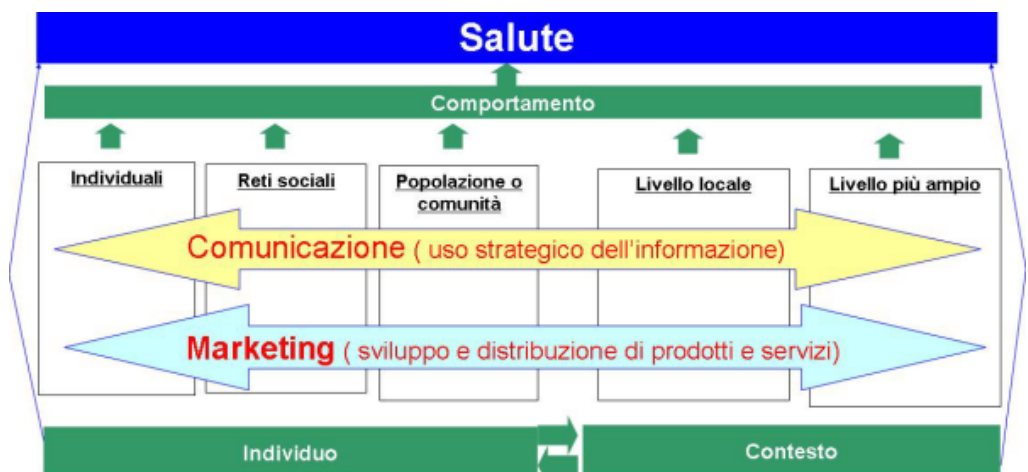 Salute
Comportamento
Individuali
Reti sociali
Popolazione o
comunità
Livello locale
Livello più ampio
Comunicazione ( uso strategico dell'informazione)
Marketing ( sviluppo e distribuzione di prodotti e servizi)
Individuo
Contesto